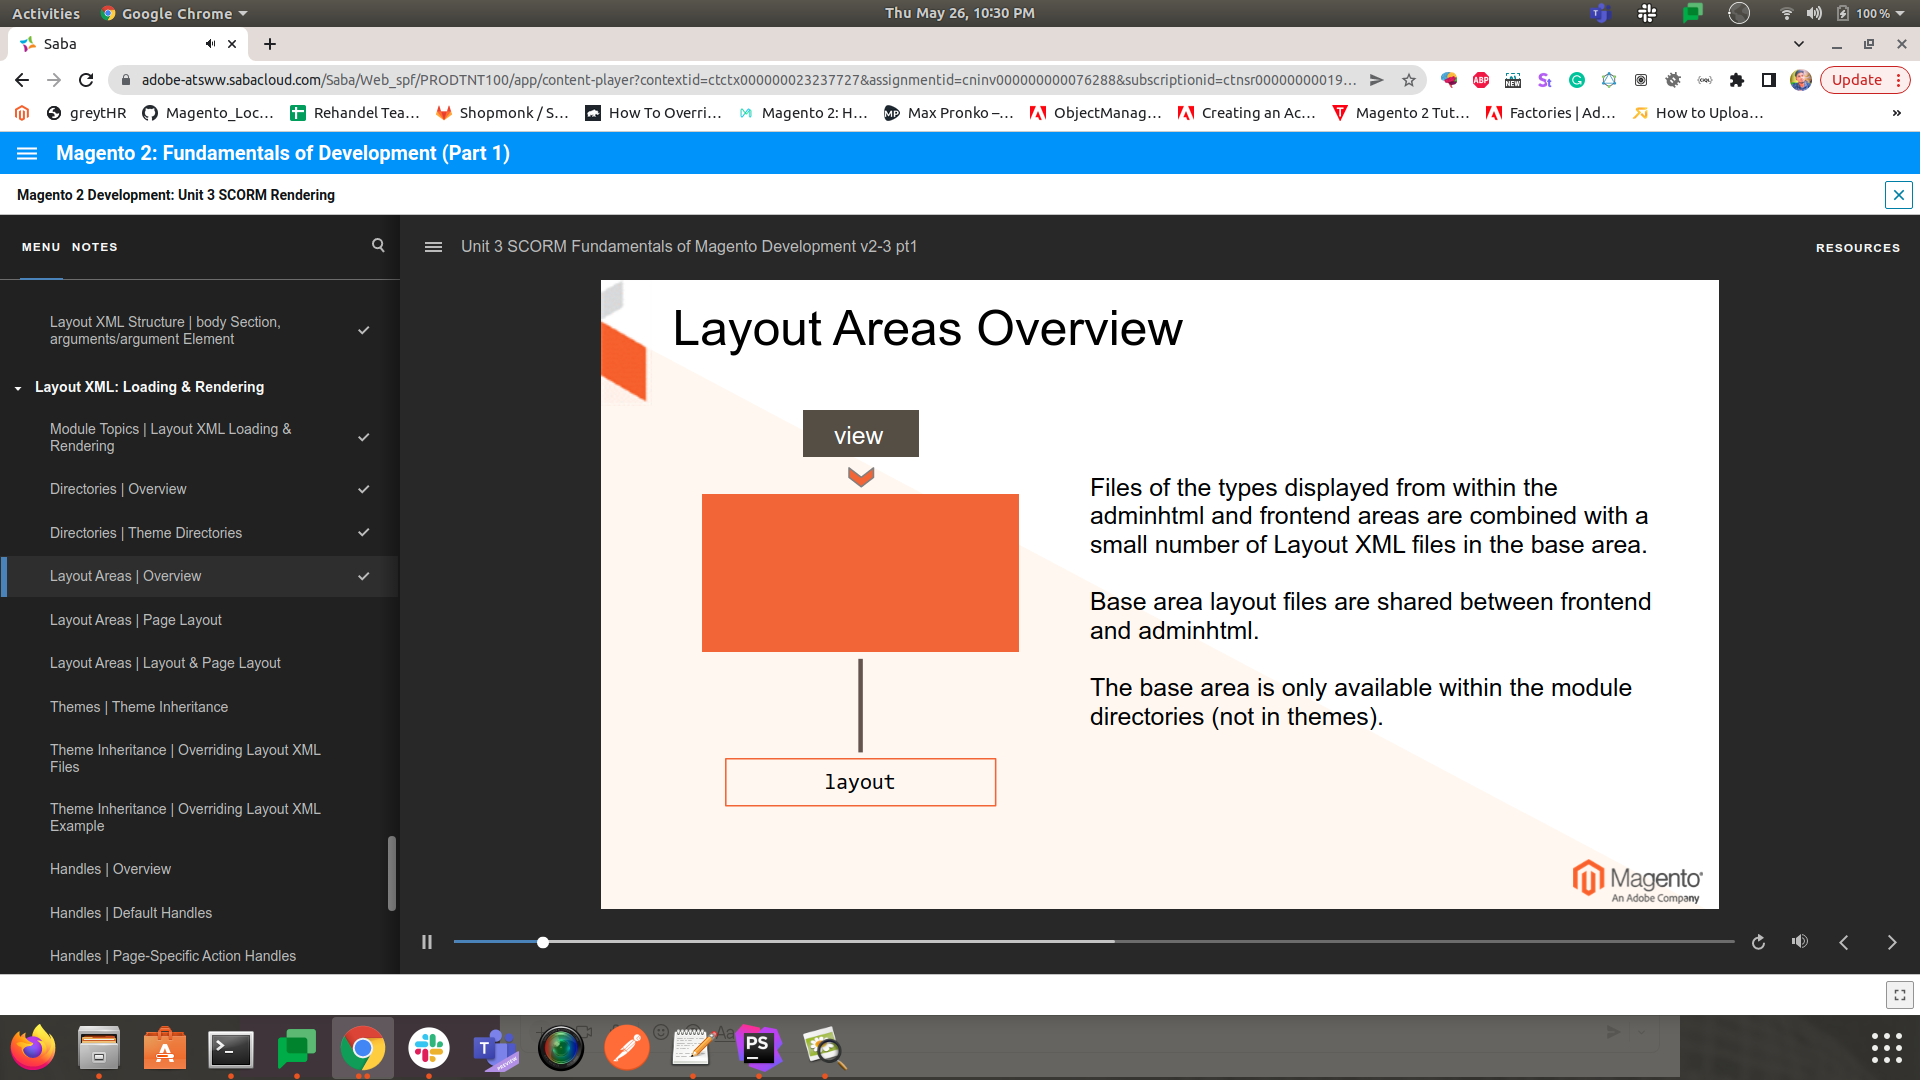 Activities
Google Chrome
Thu May 26, 10:30 PM
100 %
Saba
adobe-atsww.sabacloud.com/Saba/Web_spf/PRODTNT100/app/content-player?contextid=ctctx000000023237727&assignmentid=cninv000000000076288&subscriptionid=ctnsr00000000019...
Update
greytHR
Magento_Loc...
Rehandel Tea...
Shopmonk / S...
How To Overri...
Magento 2: H...
Max Pronko –...
ObjectManag...
Creating an Ac...
Magento 2 Tut...
Factories | Ad...
How to Uploa...
»
Magento 2: Fundamentals of Development (Part 1)
Magento 2 Development: Unit 3 SCORM Rendering
MENU
NOTES
Unit 3 SCORM Fundamentals of Magento Development v2-3 pt1
RESOURCES
Layout XML Structure | body Section,
arguments/argument Element
Layout XML: Loading & Rendering
Module Topics | Layout XML Loading &
Rendering
Directories | Overview
Directories | Theme Directories
Layout Areas | Overview
Layout Areas | Page Layout
Layout Areas | Layout & Page Layout
Themes | Theme Inheritance
Theme Inheritance | Overriding Layout XML
Files
Theme Inheritance | Overriding Layout XML
Example
Handles | Overview
Handles | Default Handles
Handles | Page-Specific Action Handles
Layout Areas Overview
view
layout
Files of the types displayed from within the
adminhtml and frontend areas are combined with a
small number of Layout XML files in the base area.
Base area layout files are shared between frontend
and adminhtml.
The base area is only available within the module
directories (not in themes).
Magento
An Adobe Company
ABP
NEW
St
MP
T
PS
Aa
PREVIEW